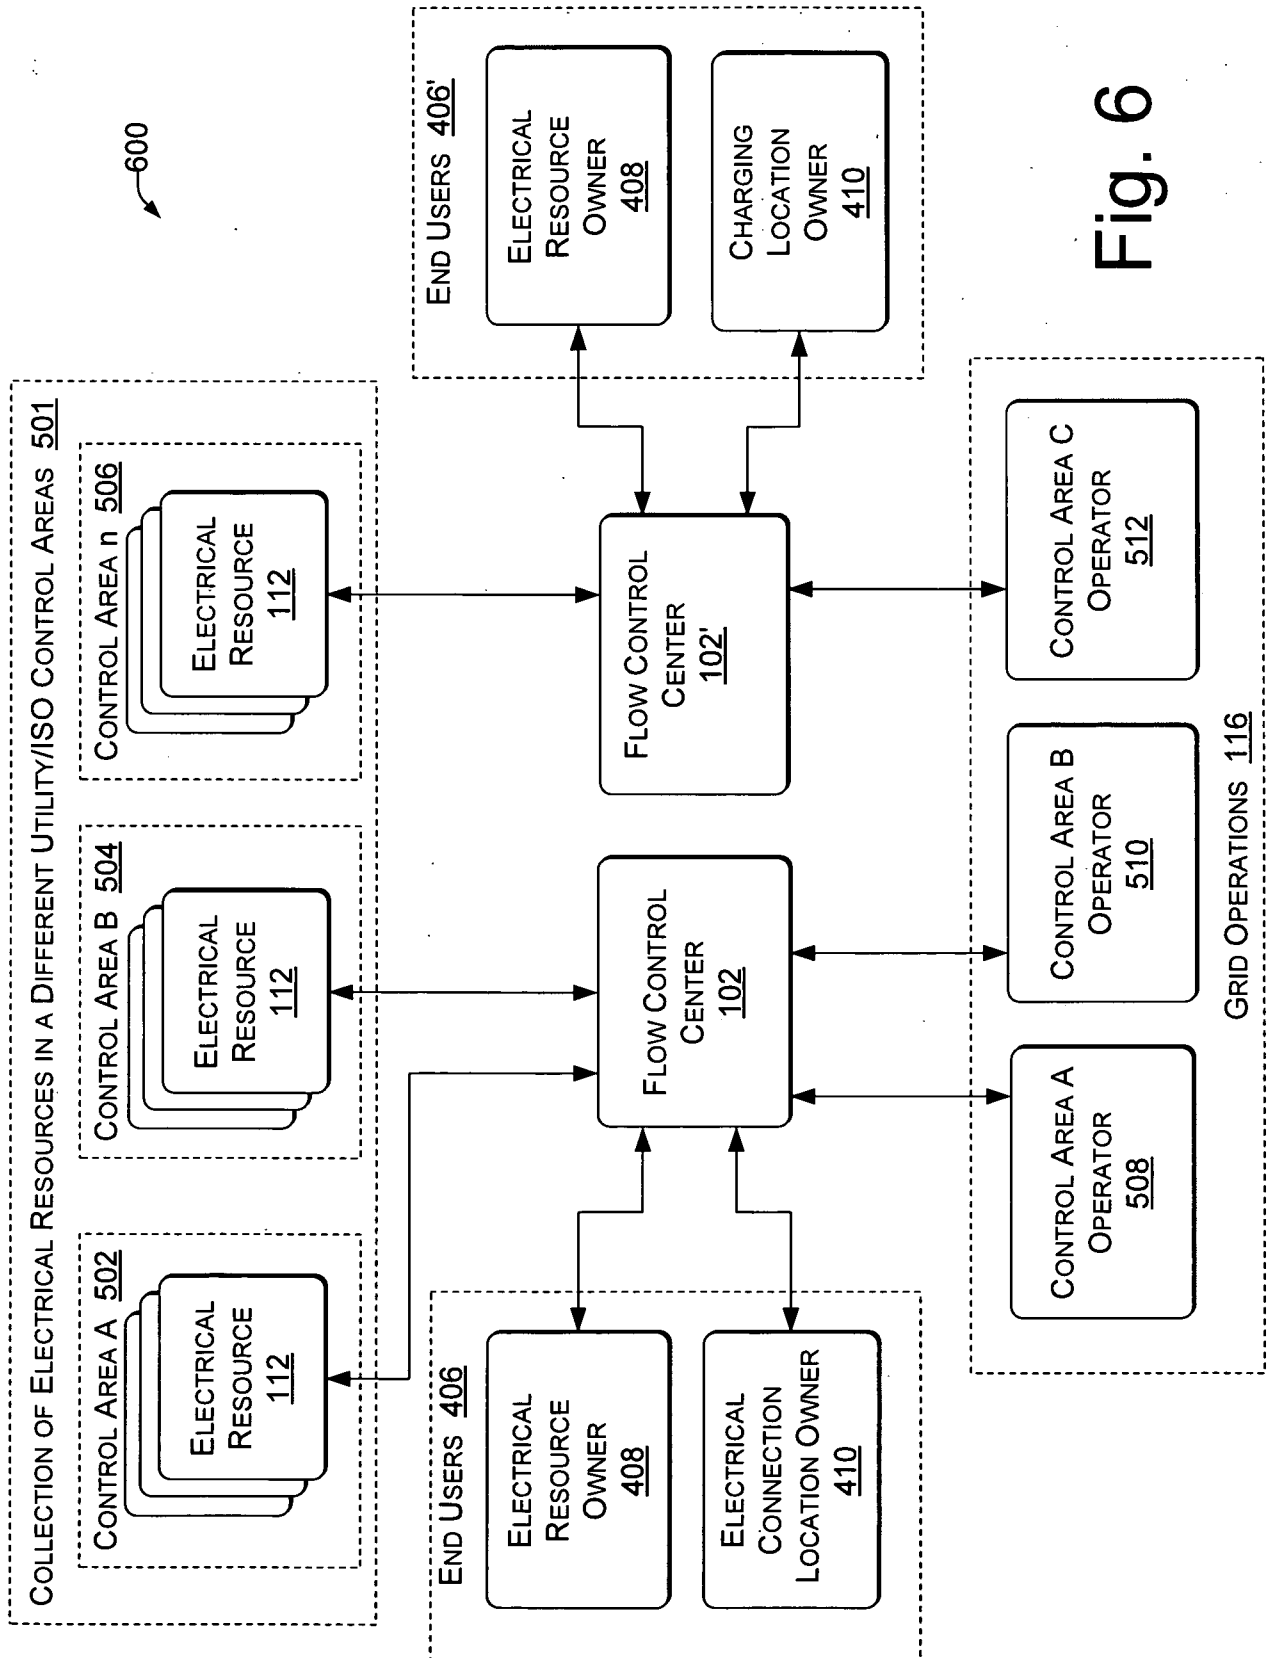 600
COLLECTION OF ELECTRICAL RESOURCES IN A DIFFERENT UTILITY/ISO CONTROL AREAS 501
CONTROL AREA A 502
ELECTRICAL
RESOURCE
112
CONTROL AREA B 504
ELECTRICAL
RESOURCE
112
CONTROL AREA n 506
ELECTRICAL
RESOURCE
112
END USERS 406
ELECTRICAL
RESOURCE
OWNER
408
ELECTRICAL
CONNECTION
LOCATION OWNER
410
FLOW CONTROL
CENTER
102
FLOW CONTROL
CENTER
102'
END USERS 406'
ELECTRICAL
RESOURCE
OWNER
408
CHARGING
LOCATION
OWNER
410
CONTROL AREA A
OPERATOR
508
CONTROL AREA B
OPERATOR
510
CONTROL AREA C
OPERATOR
512
GRID OPERATIONS 116
Fig. 6